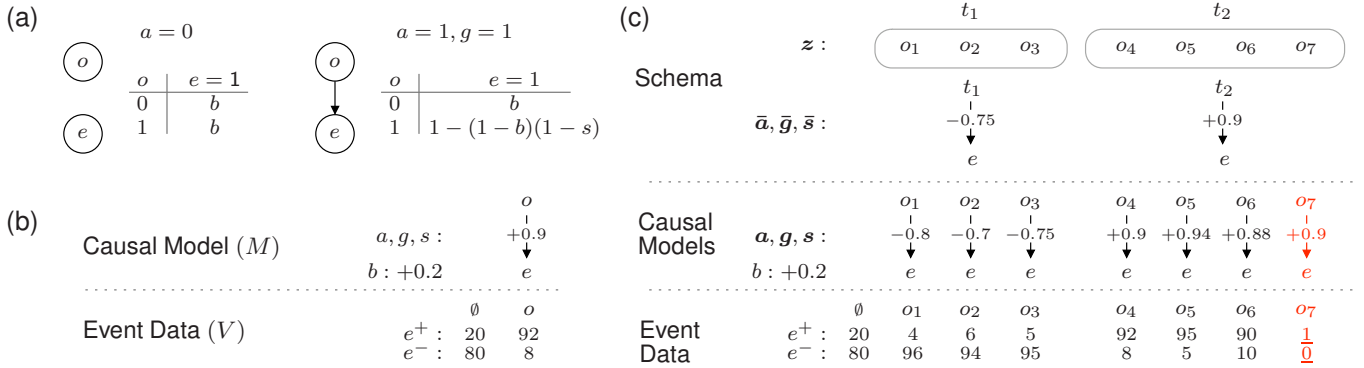 (a)
a = 0
a = 1, g = 1
o
e
o e = 1
0 b
1 b
o
e
o e = 1
0 b
1 1−(1−b)(1−s)
(b)
Causal Model (M)
o
a, g, s : +0.9
b : +0.2 e
Event Data (V)
∅ o
e⁺ : 20 92
e⁻ : 80 8
(c)
t₁ t₂
z : o₁ o₂ o₃ o₄ o₅ o₆ o₇
Schema
t₁ t₂
ā, ḡ, s̄ : −0.75 +0.9
e e
Causal
Models
o₁ o₂ o₃ o₄ o₅ o₆ o₇
a, g, s : −0.8 −0.7 −0.75 +0.9 +0.94 +0.88 +0.9
b : +0.2 e e e e e e e
Event
Data
∅ o₁ o₂ o₃ o₄ o₅ o₆ o₇
e⁺ : 20 4 6 5 92 95 90 1
e⁻ : 80 96 94 95 8 5 10 0